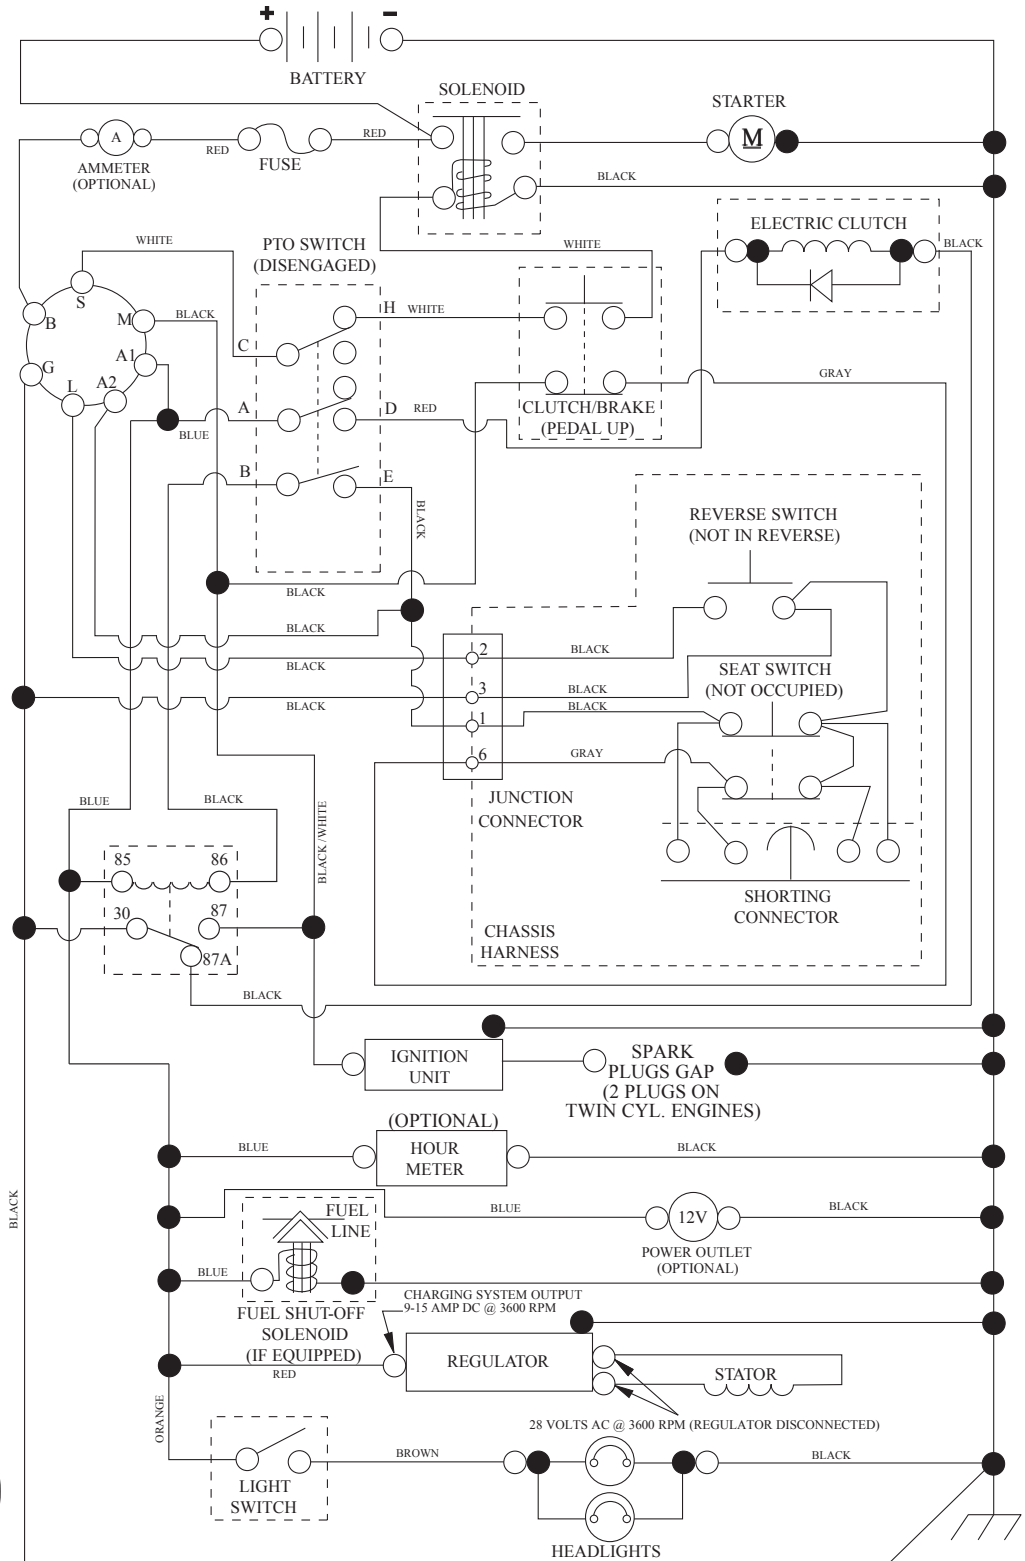 + -
BATTERY
SOLENOID
STARTER
A
RED
FUSE
RED
M
AMMETER
(OPTIONAL)
BLACK
ELECTRIC CLUTCH
BLACK
WHITE
PTO SWITCH
(DISENGAGED)
WHITE
S
B
M
BLACK
H
WHITE
G
A1
C
L
A2
GRAY
A
D
RED
CLUTCH/BRAKE
(PEDAL UP)
BLUE
B
E
BLACK
REVERSE SWITCH
(NOT IN REVERSE)
BLACK
BLACK
BLACK
2
BLACK
SEAT SWITCH
(NOT OCCUPIED)
BLACK
3
BLACK
BLACK
1
6
GRAY
JUNCTION
CONNECTOR
BLUE
BLACK
BLACK / WHITE
85
86
SHORTING
CONNECTOR
30
87
87A
CHASSIS
HARNESS
BLACK
IGNITION
UNIT
SPARK
PLUGS GAP
(2 PLUGS ON
TWIN CYL. ENGINES)
(OPTIONAL)
BLUE
HOUR
METER
BLACK
BLACK
FUEL
LINE
BLUE
12V
BLACK
POWER OUTLET
(OPTIONAL)
BLUE
CHARGING SYSTEM OUTPUT
9-15 AMP DC @ 3600 RPM
FUEL SHUT-OFF
SOLENOID
(IF EQUIPPED)
RED
REGULATOR
STATOR
28 VOLTS AC @ 3600 RPM (REGULATOR DISCONNECTED)
ORANGE
BROWN
BLACK
LIGHT
SWITCH
HEADLIGHTS